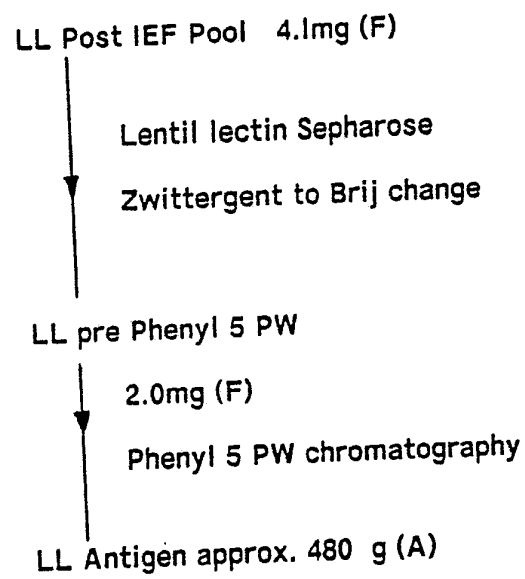 LL Post IEF Pool 4.1mg (F)
Lentil lectin Sepharose
Zwittergent to Brij change
LL pre Phenyl 5 PW
2.0mg (F)
Phenyl 5 PW chromatography
LL Antigen approx. 480 g (A)